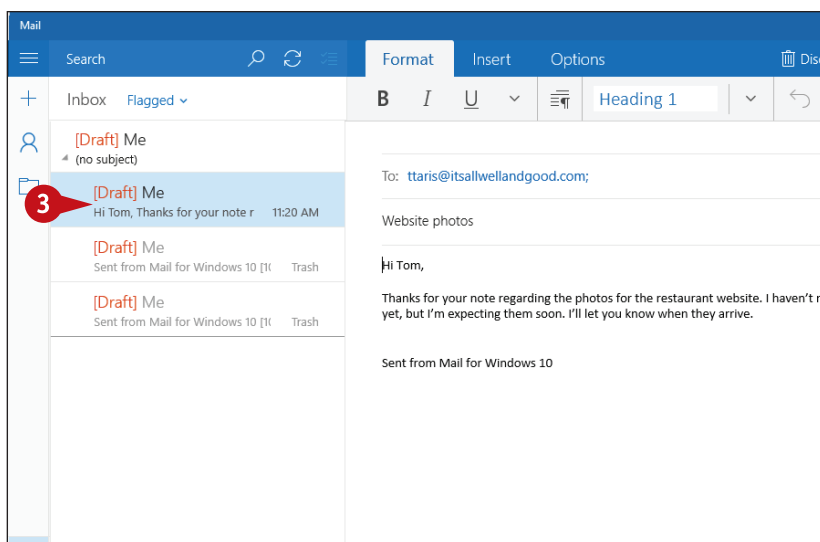 Mail
Search
Format Insert Options
Inbox Flagged
B I U Heading 1
[Draft] Me
(no subject)
[Draft] Me
Hi Tom, Thanks for your note r 11:20 AM
3
[Draft] Me
Sent from Mail for Windows 10 [1 Trash
[Draft] Me
Sent from Mail for Windows 10 [1 Trash
To: ttaris@itsallwellandgood.com;
Website photos
Hi Tom,
Thanks for your note regarding the photos for the restaurant website. I haven’t
yet, but I’m expecting them soon. I’ll let you know when they arrive.
Sent from Mail for Windows 10